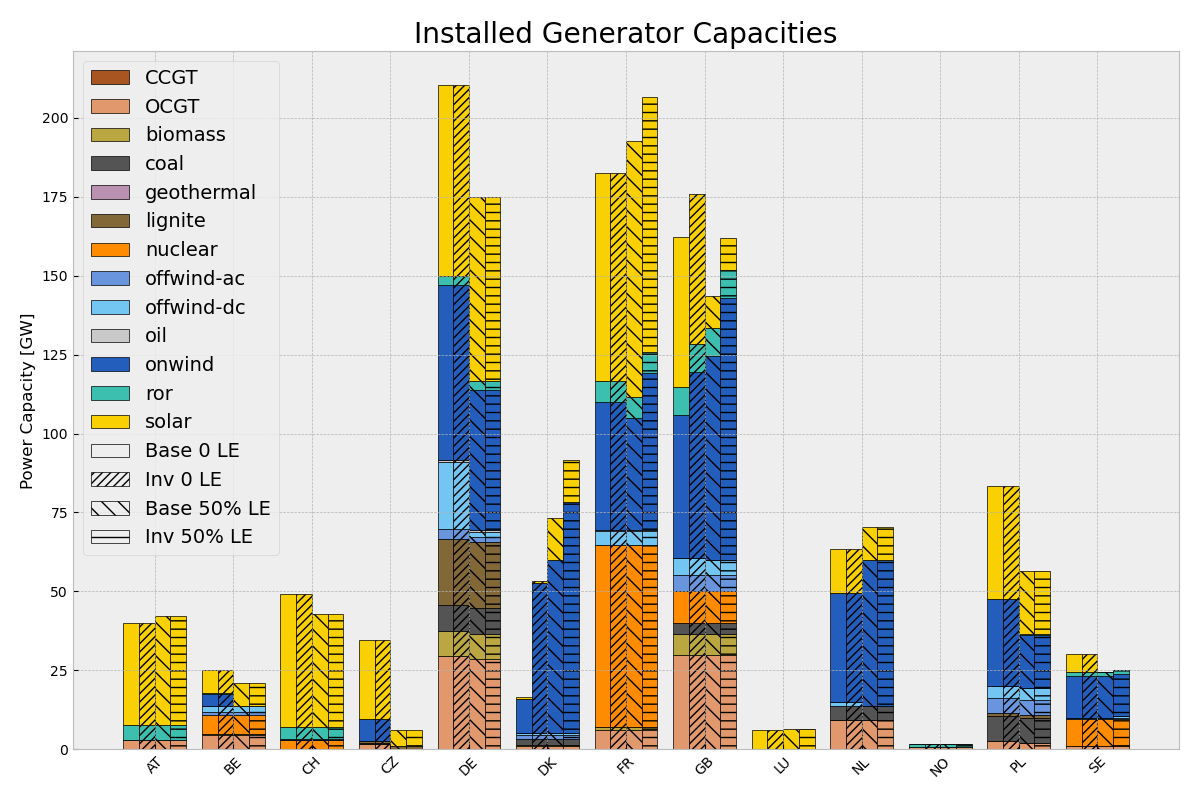 Installed Generator Capacities
Power Capacity [GW]
200
175
150
125
100
75
50
25
0
CCGT
OCGT
biomass
coal
geothermal
lignite
nuclear
offwind-ac
offwind-dc
oil
onwind
ror
solar
Base 0 LE
Inv 0 LE
Base 50% LE
Inv 50% LE
AT
BE
CH
CZ
DE
DK
FR
GB
LU
NL
NO
PL
SE